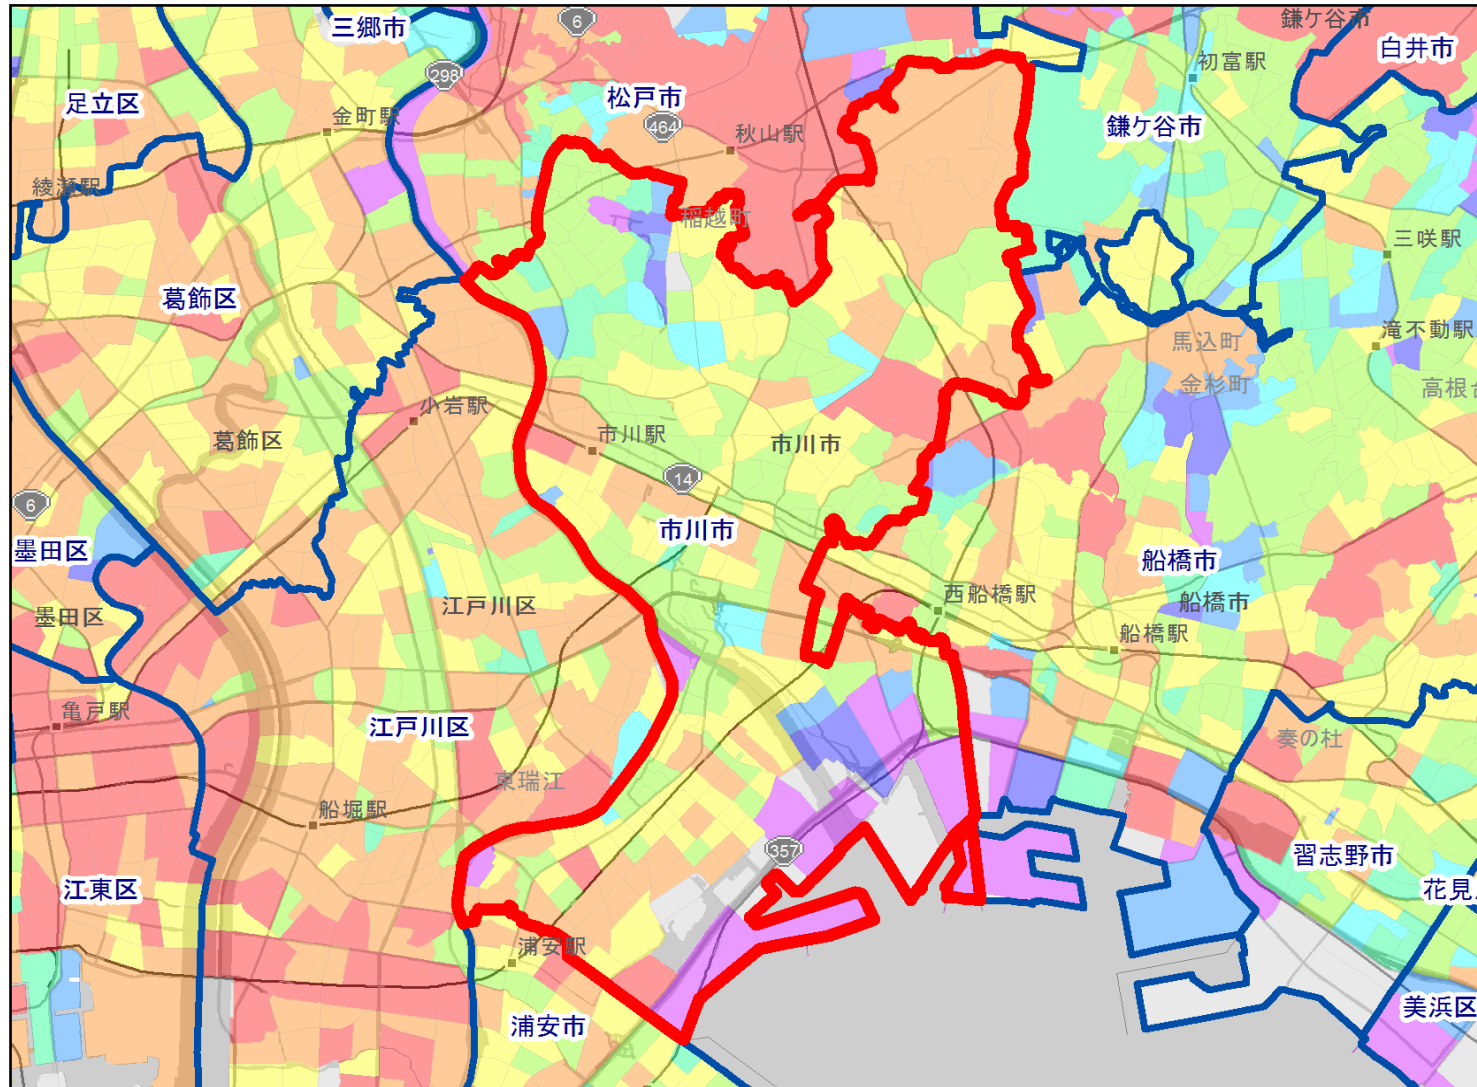 6
三郷市
鎌ケ谷市
白井市
298
初富駅
足立区
松戸市
金町駅
464
秋山駅
鎌ケ谷市
綾瀬駅
稲越町
三咲駅
葛飾区
馬込町
滝不動駅
金杉町
小岩駅
高根台
葛飾区
市川駅
市川市
14
6
市川市
墨田区
船橋市
西船橋駅
江戸川区
船橋市
墨田区
船橋駅
亀戸駅
江戸川区
奏の杜
東瑞江
船堀駅
357
習志野市
江東区
花見
浦安駅
美浜区
浦安市